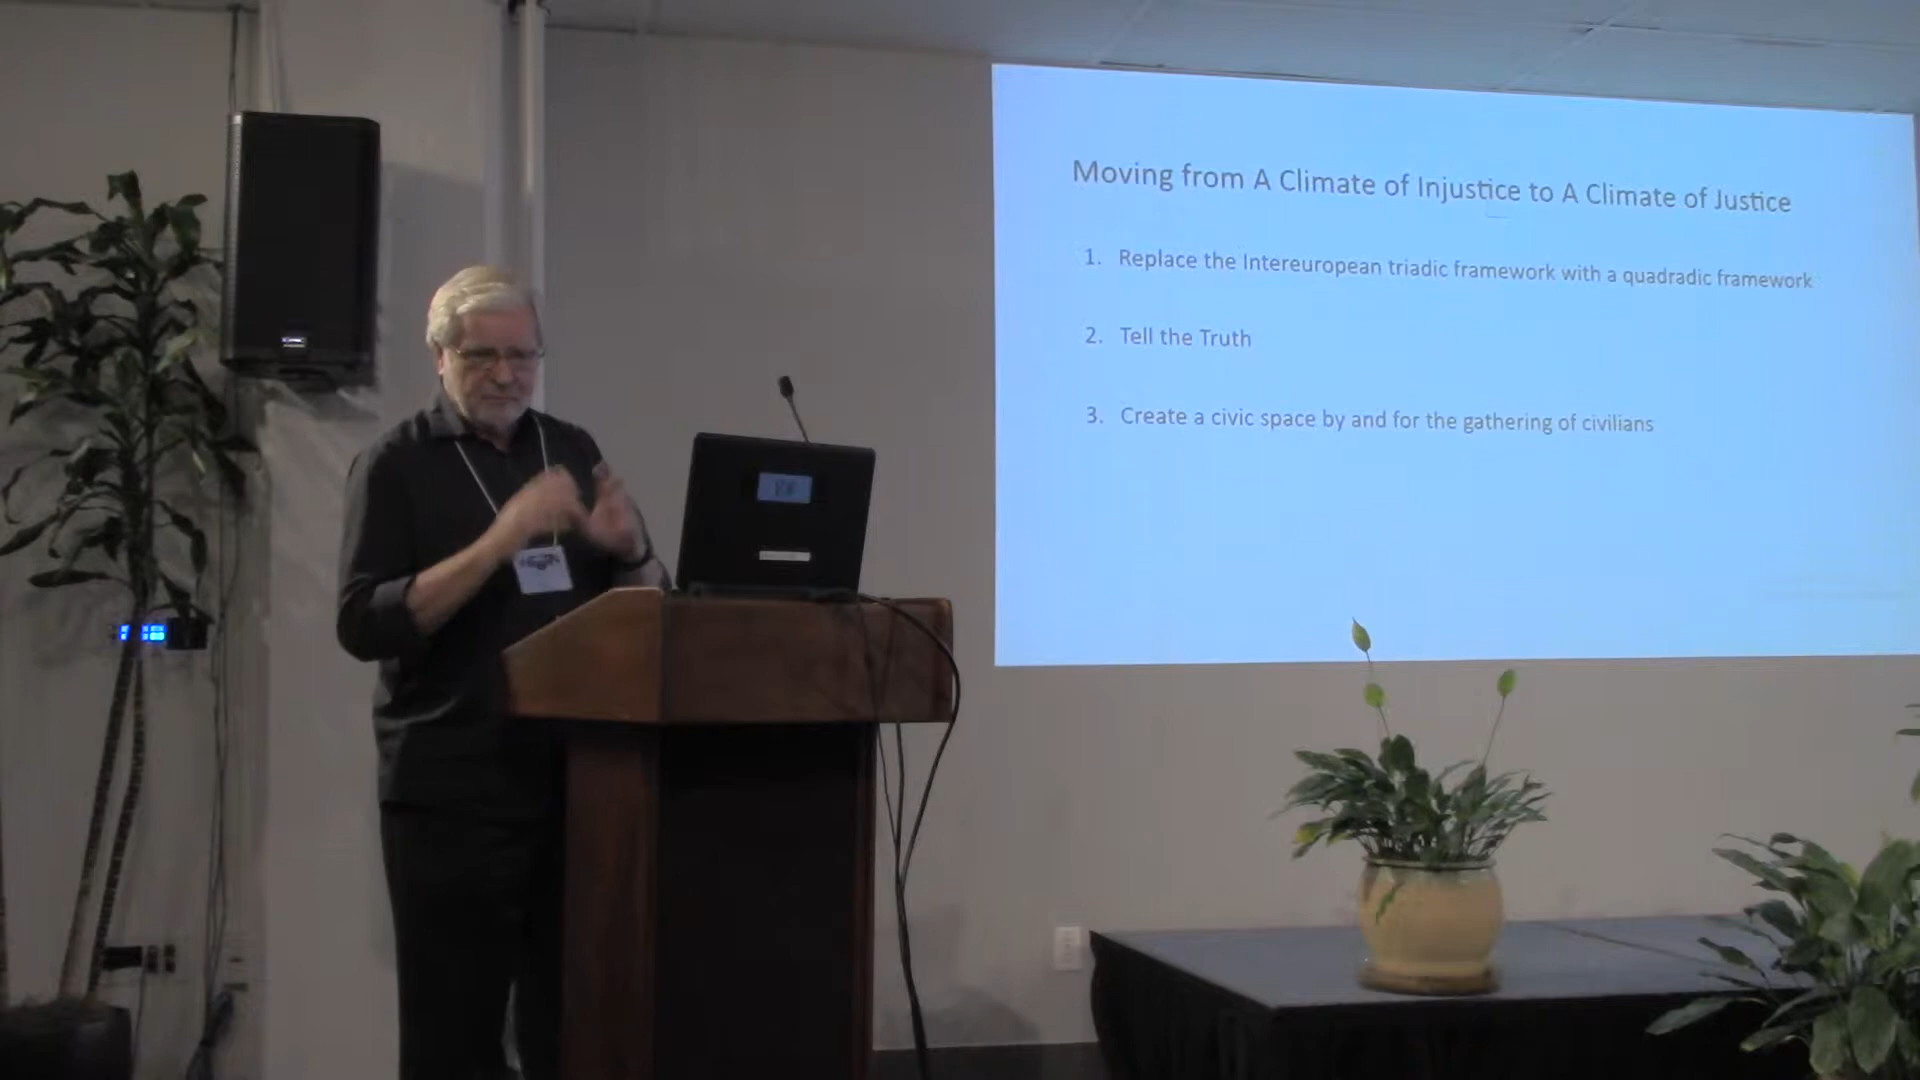 Moving from A Climate of Injustice to A Climate of Justice
1. Replace the Intereuropean triadic framework with a quadradic framework
2. Tell the Truth
3. Create a civic space by and for the gathering of civilians